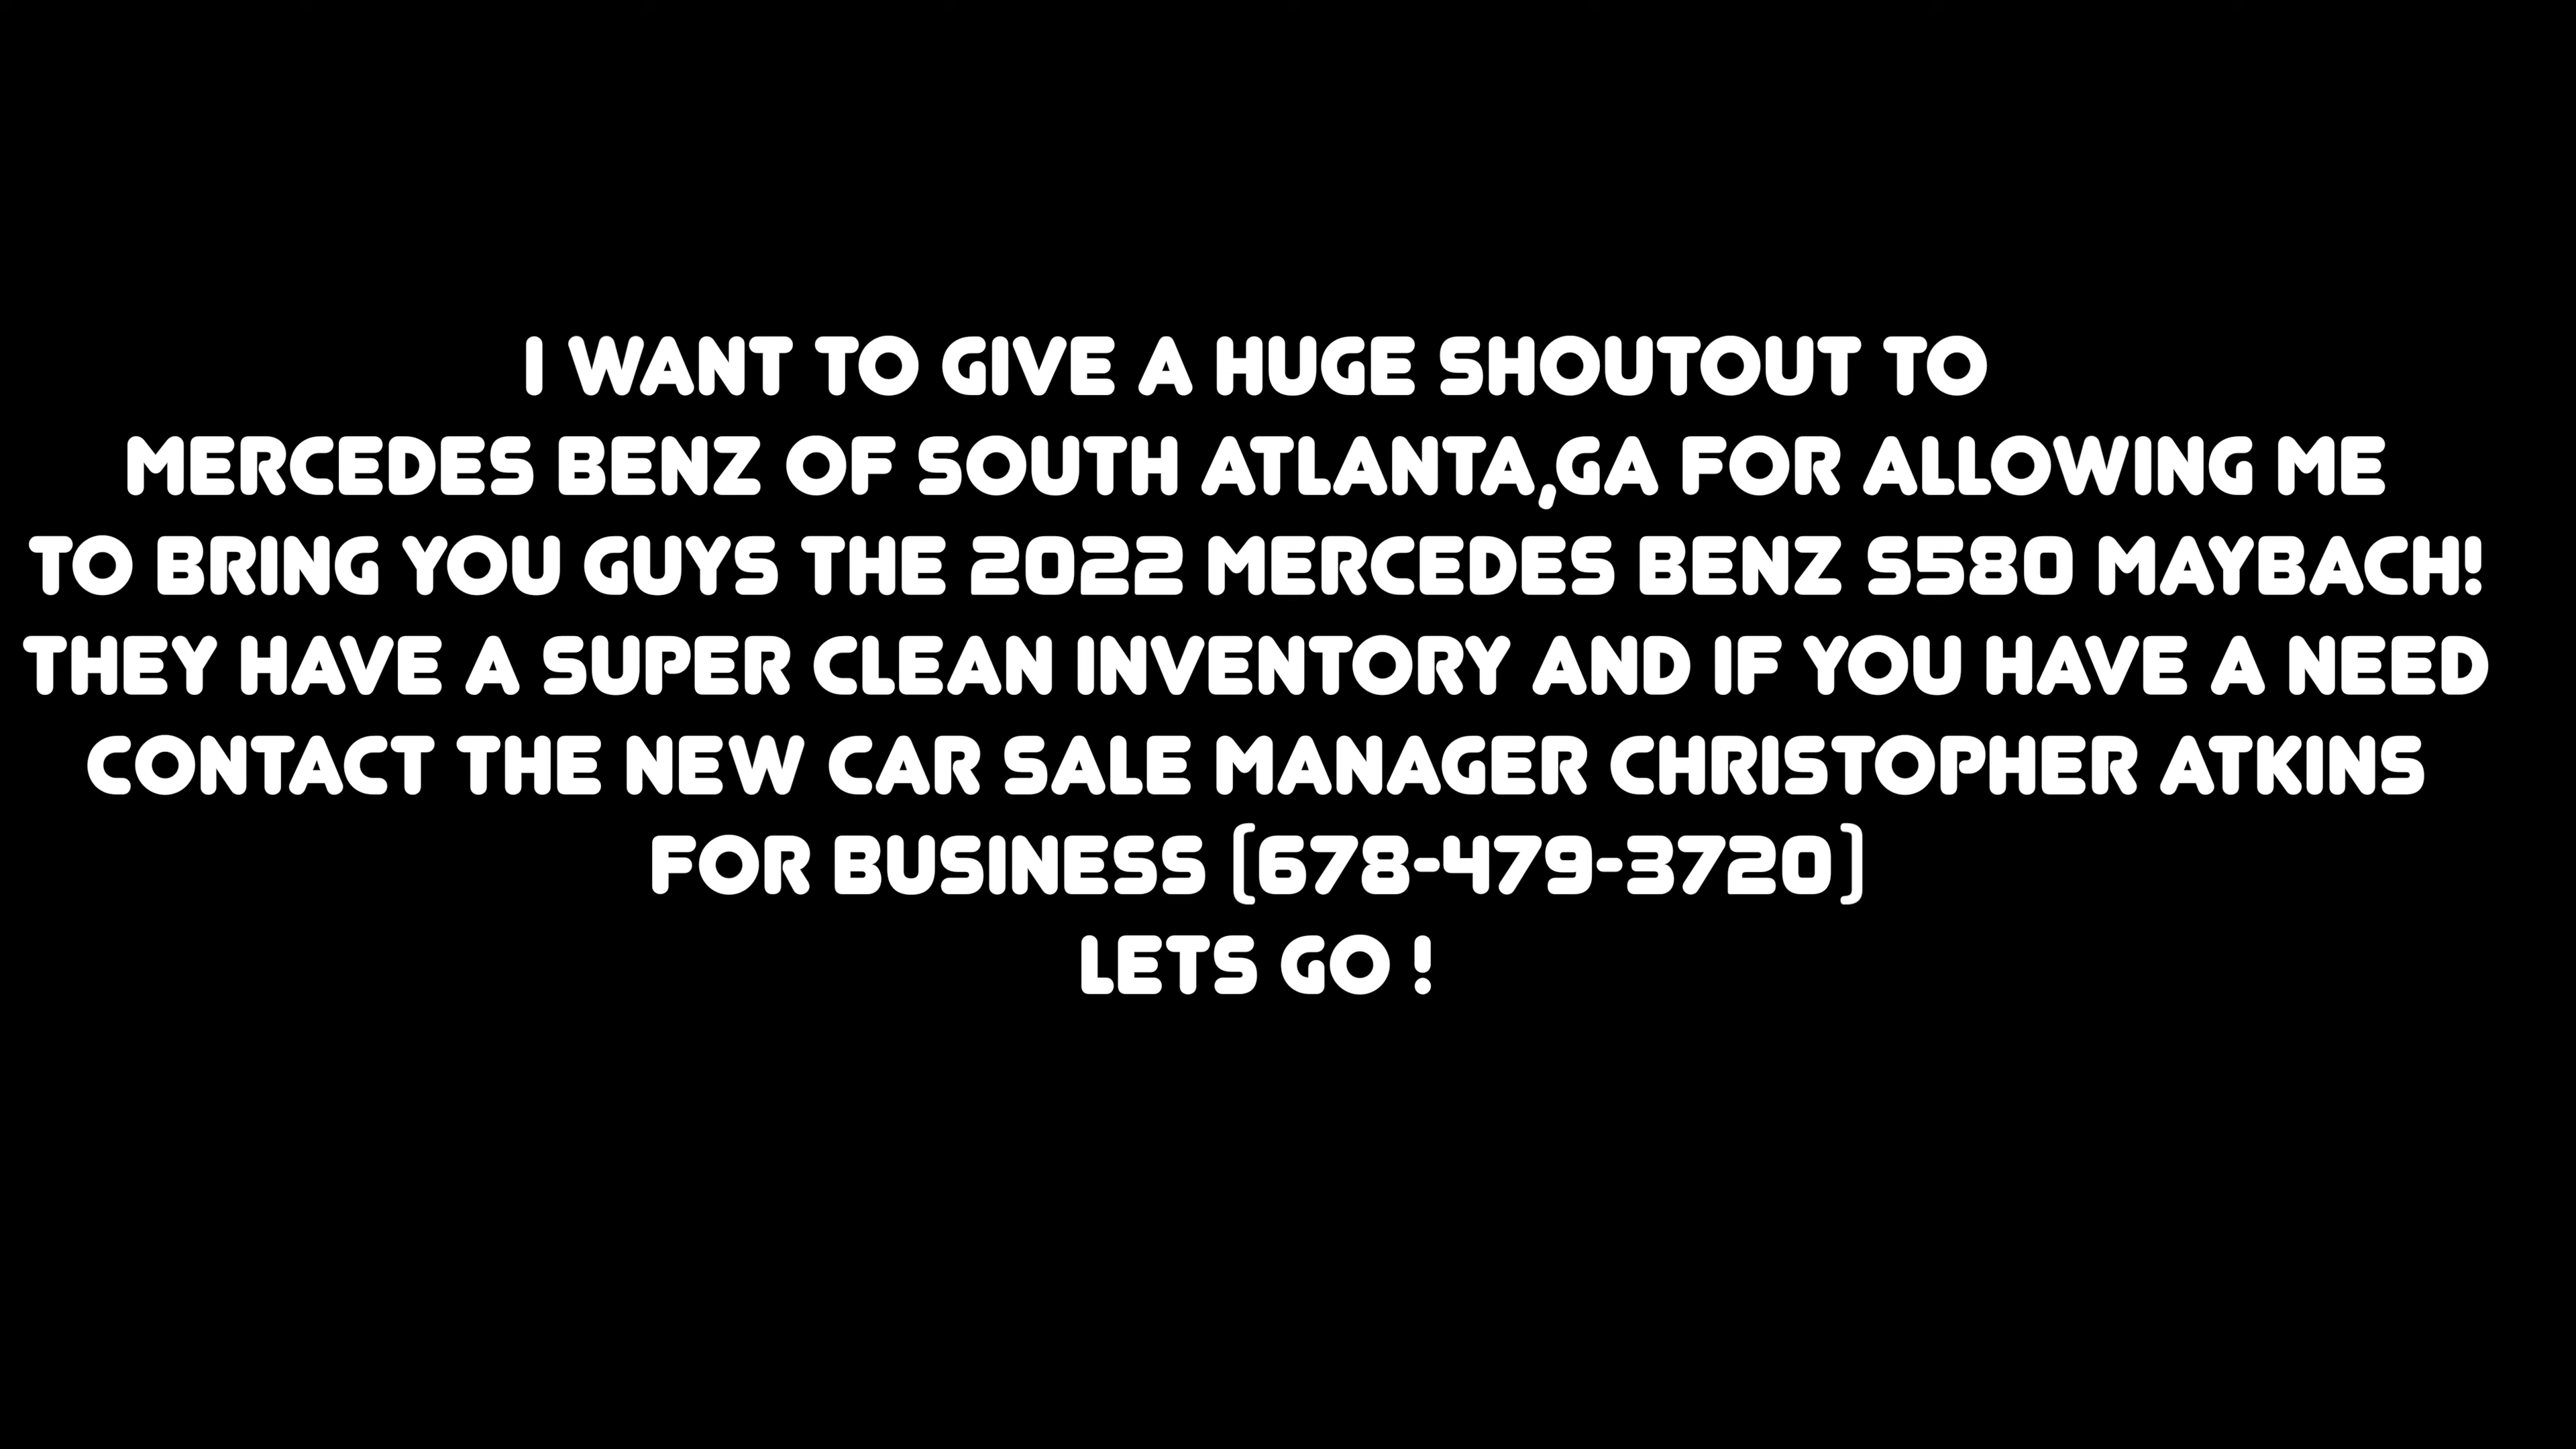 I WANT TO GIVE A HUGE SHOUTOUT TO
MERCEDES BENZ OF SOUTH ATLANTA,GA FOR ALLOWING ME
TO BRING YOU GUYS THE 2022 MERCEDES BENZ S580 MAYBACH!
THEY HAVE A SUPER CLEAN INVENTORY AND IF YOU HAVE A NEED
CONTACT THE NEW CAR SALE MANAGER CHRISTOPHER ATKINS
FOR BUSINESS (678-479-3720)
LETS GO !